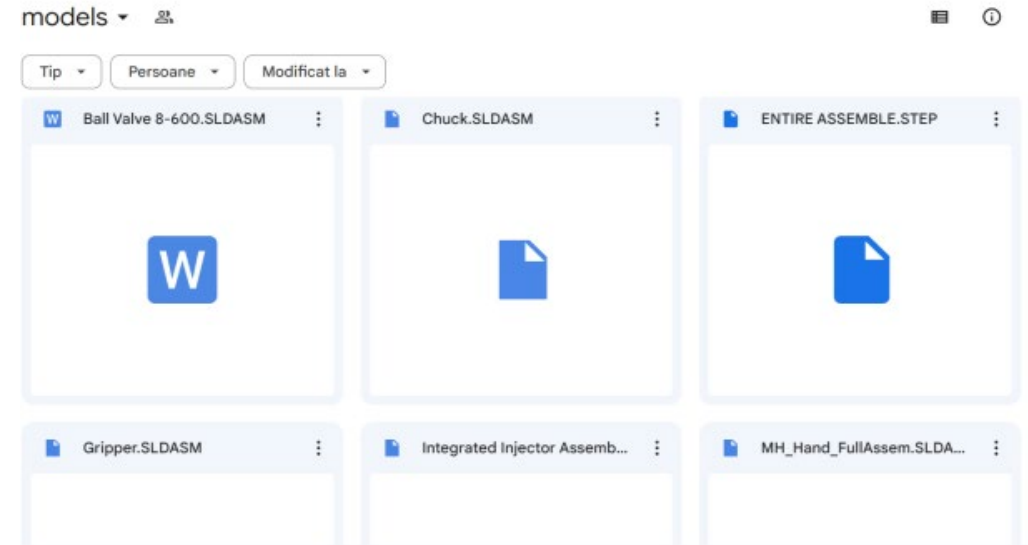 models
Tip
Persoane
Modificat la
Ball Valve 8-600.SLDASM
Chuck.SLDASM
ENTIRE ASSEMBLE.STEP
W
W
Gripper.SLDASM
Integrated Injector Assemb...
MH_Hand_FullAssem.SLDA...